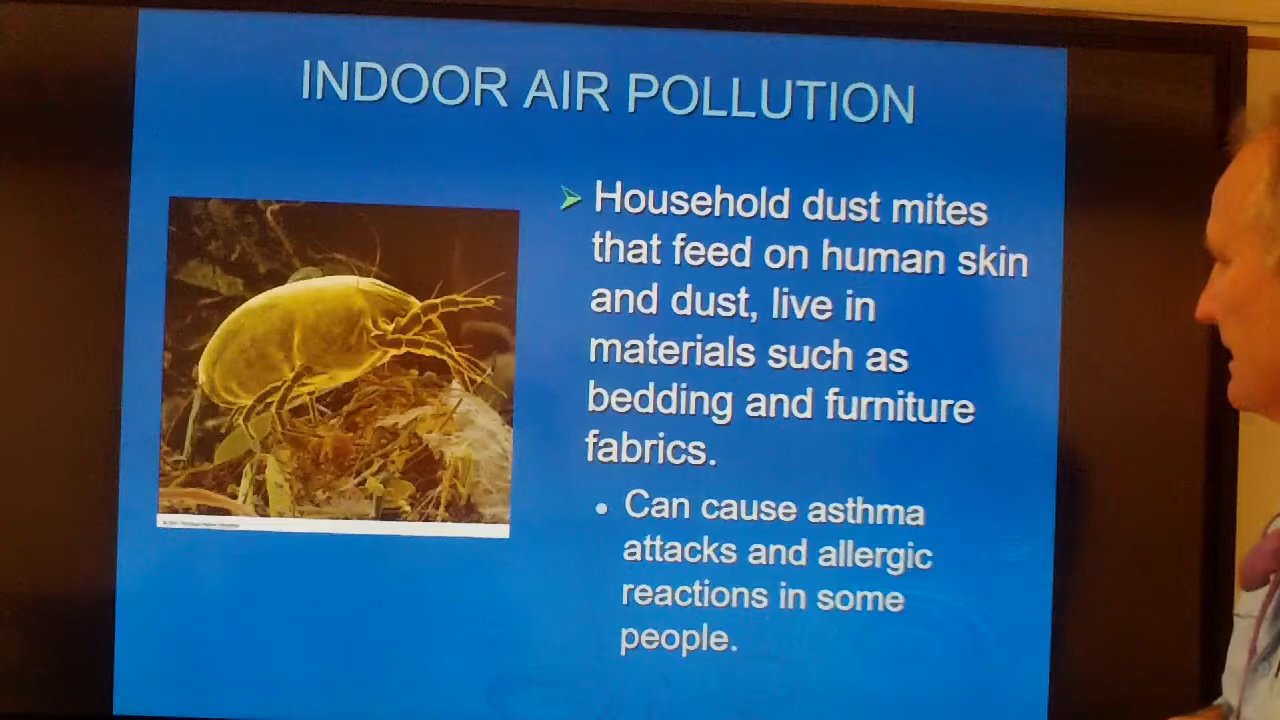 INDOOR AIR POLLUTION
Household dust mites
that feed on human skin
and dust, live in
materials such as
bedding and furniture
fabrics.
Can cause asthma
attacks and allergic
reactions in some
people.